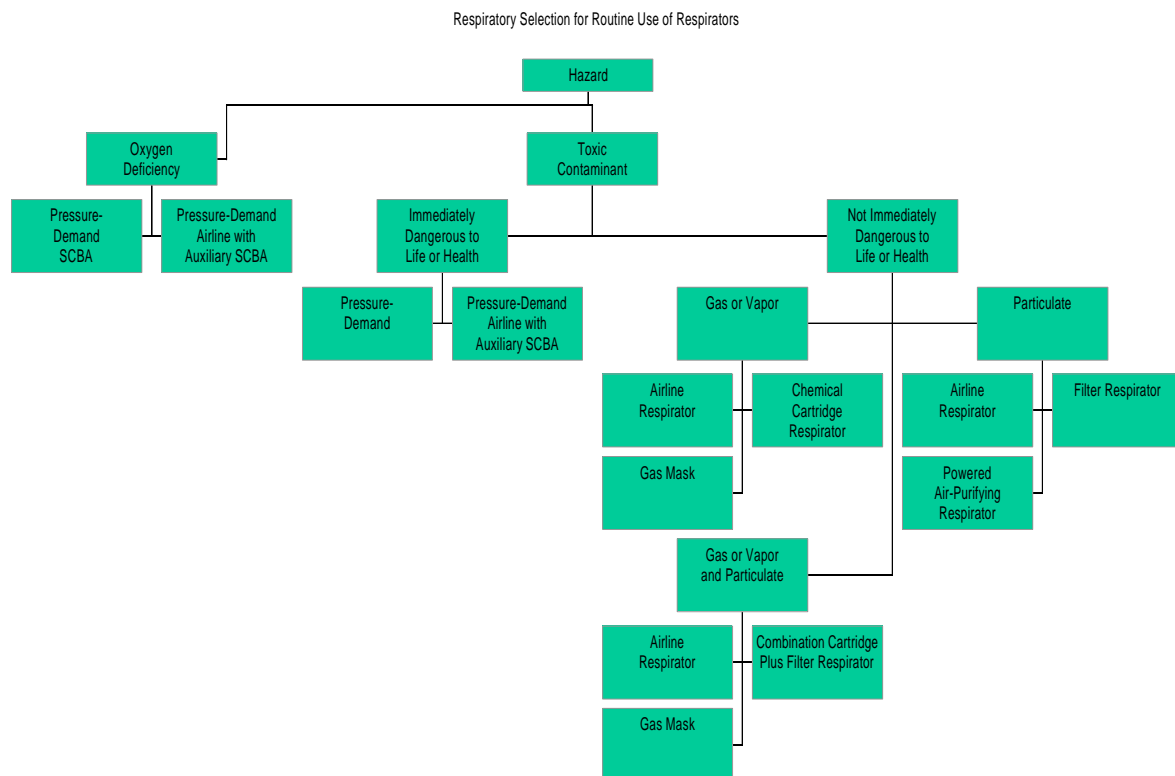 Respiratory Selection for Routine Use of Respirators
Hazard
Oxygen
Deficiency
Toxic
Contaminant
Pressure-
Demand
SCBA
Pressure-Demand
Airline with
Auxiliary SCBA
Immediately
Dangerous to
Life or Health
Not Immediately
Dangerous to
Life or Health
Pressure-
Demand
Pressure-Demand
Airline with
Auxiliary SCBA
Gas or Vapor
Particulate
Airline
Respirator
Chemical
Cartridge
Respirator
Airline
Respirator
Filter Respirator
Gas Mask
Powered
Air-Purifying
Respirator
Gas or Vapor
and Particulate
Airline
Respirator
Combination Cartridge
Plus Filter Respirator
Gas Mask